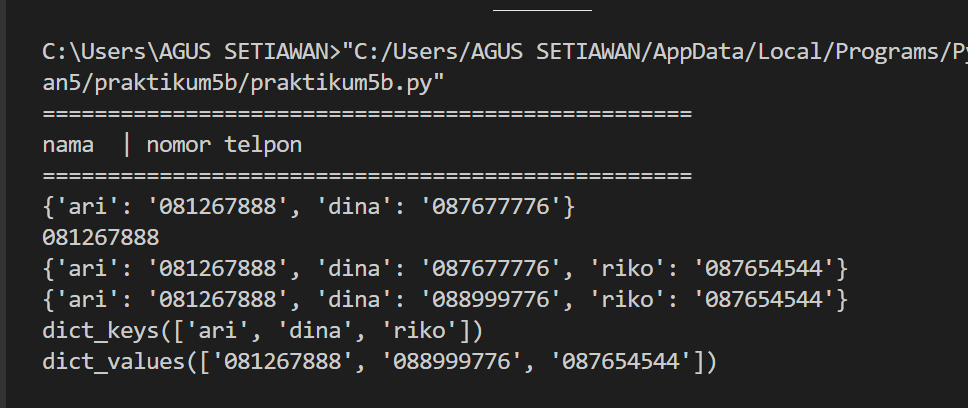 C:\Users\AGUS SETIAWAN>"C:/Users/AGUS SETIAWAN/AppData/Local/Programs/Py
an5/praktikum5b/praktikum5b.py"
==================================================
nama  | nomor telpon
==================================================
{'ari': '081267888', 'dina': '087677776'}
081267888
{'ari': '081267888', 'dina': '087677776', 'riko': '087654544'}
{'ari': '081267888', 'dina': '088999776', 'riko': '087654544'}
dict_keys(['ari', 'dina', 'riko'])
dict_values(['081267888', '088999776', '087654544'])